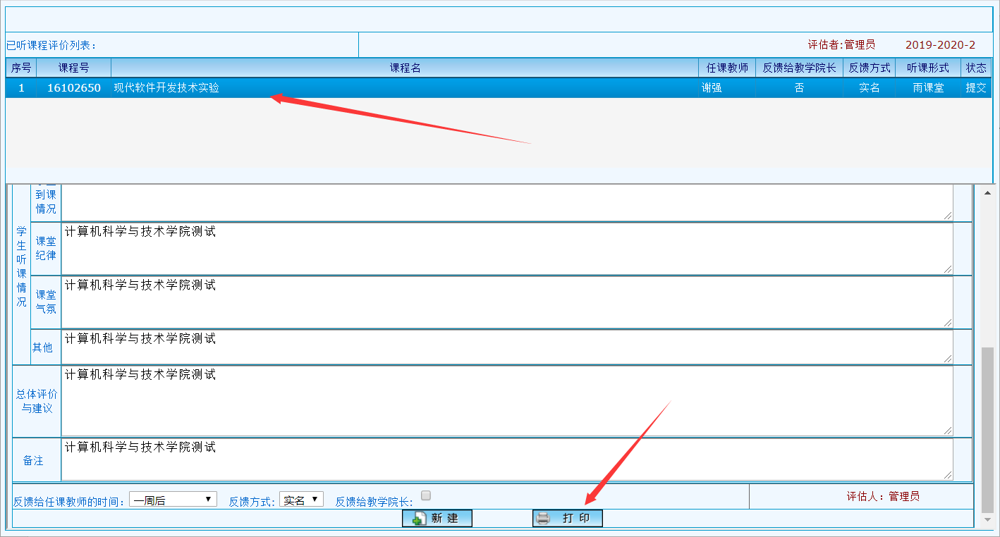 已听课程评价列表：
评估者:管理员 2019-2020-2
序号 课程号 课程名 任课教师 反馈给教学院长 反馈方式 听课形式 状态
1 16102650 现代软件开发技术实验 谢强 否 实名 雨课堂 提交
学生听课情况
到课
情况
课堂
纪律
计算机科学与技术学院测试
课堂
气氛
计算机科学与技术学院测试
其他
计算机科学与技术学院测试
总体评价
与建议
计算机科学与技术学院测试
备注
计算机科学与技术学院测试
反馈给任课教师的时间： 一周后 反馈方式: 实名 反馈给教学院长: 评估人：管理员
新 建 打 印